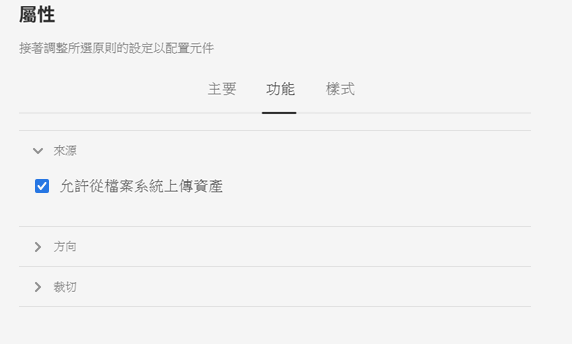 屬性
接著調整所選原則的設定以配置元件
主要 功能 樣式
來源
允許從檔案系統上傳資產
方向
裁切